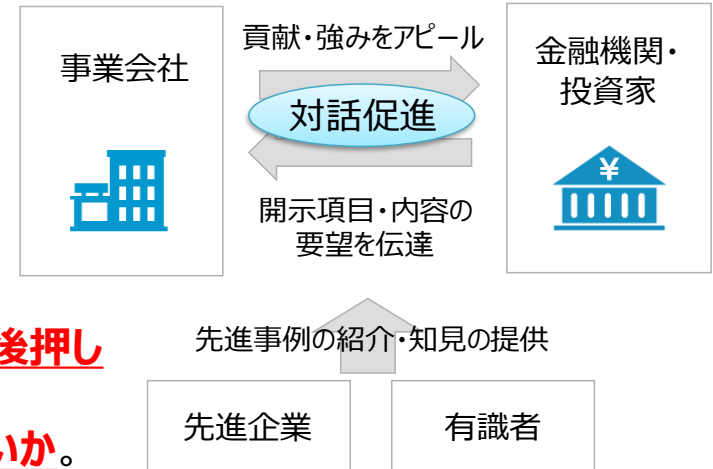 事業会社
貢献・強みをアピール
金融機関・
投資家
対話促進
¥
開示項目・内容の
要望を伝達
後押し
先進事例の紹介・知見の提供
いか。
先進企業
有識者